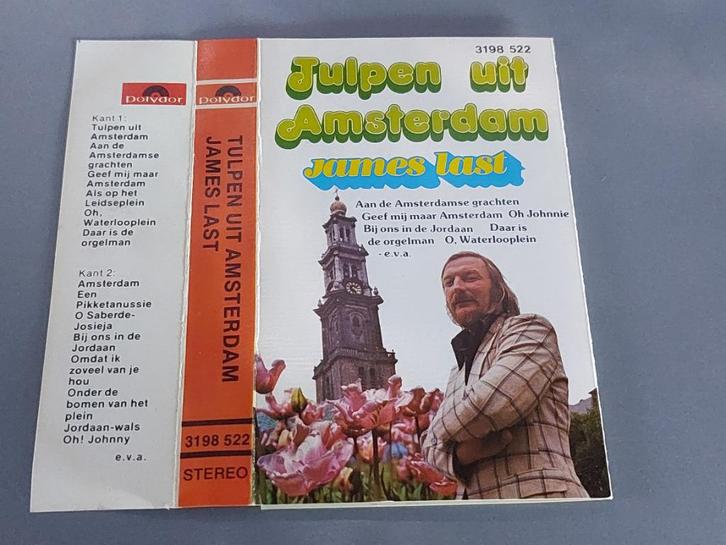 polydor
Kant 1:
Tulpen uit
Amsterdam
Aan de
Amsterdamse
grachten
Geef mij maar
Amsterdam
Als op het
Leidseplein
Oh,
Waterlooplein
Daar is de
orgelman
Kant 2:
Amsterdam
Een
Pikketanussie
O Saberde-
Josieja
Bij ons in de
Jordaan
Omdat ik
zoveel van je
hou
Onder de
bomen van het
plein
Jordaan-wals
Oh! Johnny
e.v.a.
polydor
TULPEN UIT AMSTERDAM
JAMES LAST
3198 522
STEREO
3198 522
Tulpen uit
Amsterdam
james last
Aan de Amsterdamse grachten
Geef mij maar Amsterdam Oh Johnnie
Bij ons in de Jordaan Daar is
de orgelman O, Waterlooplein
- e.v.a.